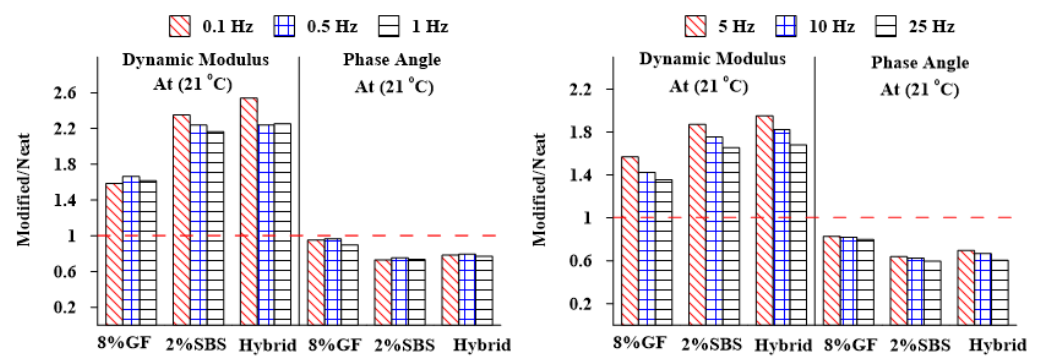 0.1 Hz 0.5 Hz 1 Hz
Dynamic Modulus
At (21 °C)
Phase Angle
At (21 °C)
Modified/Neat
2.6
2.2
1.8
1.4
1
0.6
0.2
8%GF 2%SBS Hybrid 8%GF 2%SBS Hybrid
5 Hz 10 Hz 25 Hz
Dynamic Modulus
At (21 °C)
Phase Angle
At (21 °C)
Modified/Neat
2.2
1.8
1.4
1
0.6
0.2
8%GF 2%SBS Hybrid 8%GF 2%SBS Hybrid